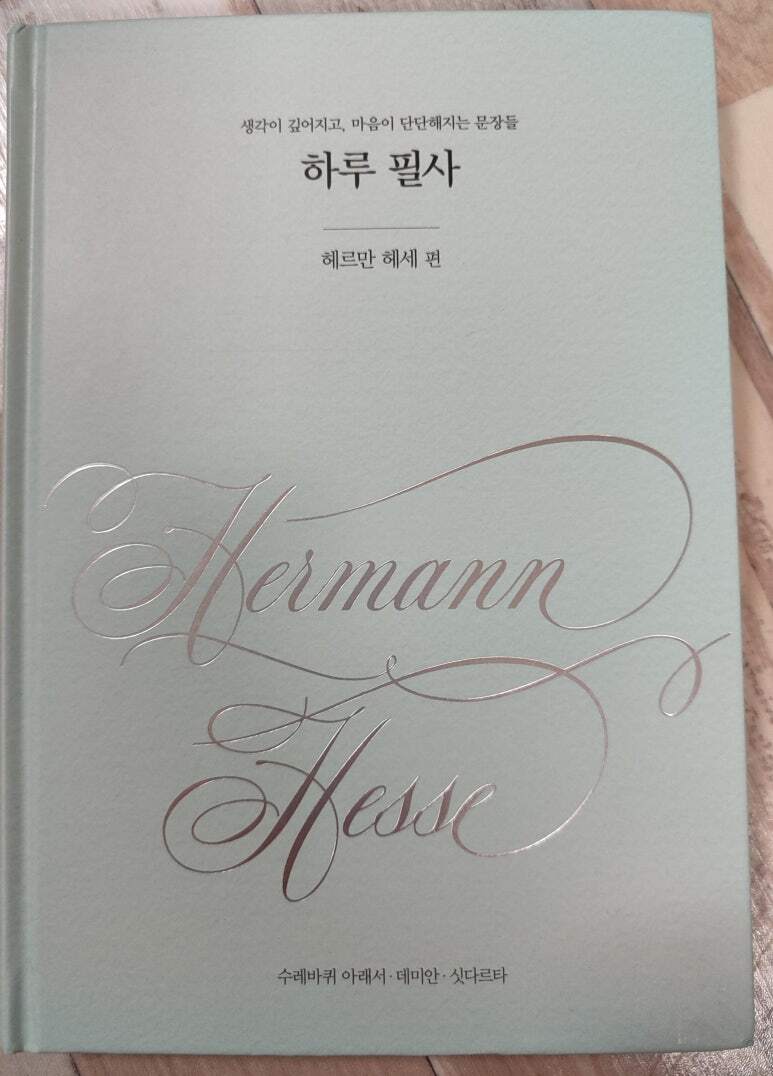 생각이 깊어지고, 마음이 단단해지는 문장들
하루 필사
헤르만 헤세 편
Hermann
Hesse
수레바퀴 아래서 · 데미안 · 싯다르타